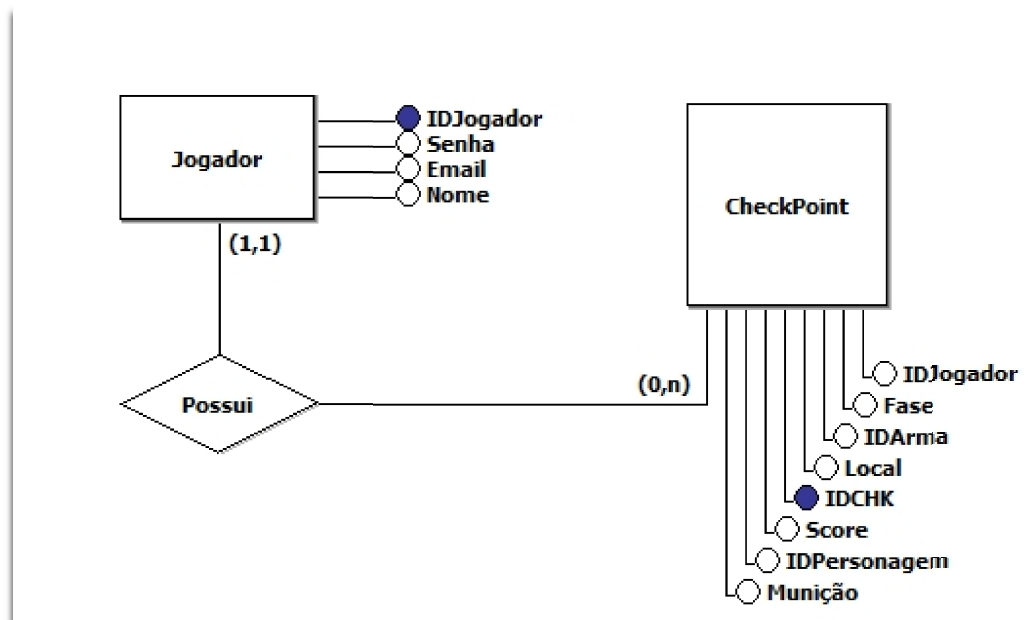 Jogador
IDJogador
Senha
Email
Nome
(1,1)
Possui
CheckPoint
(0,n)
IDJogador
Fase
IDArma
Local
IDCHK
Score
IDPersonagem
Munição